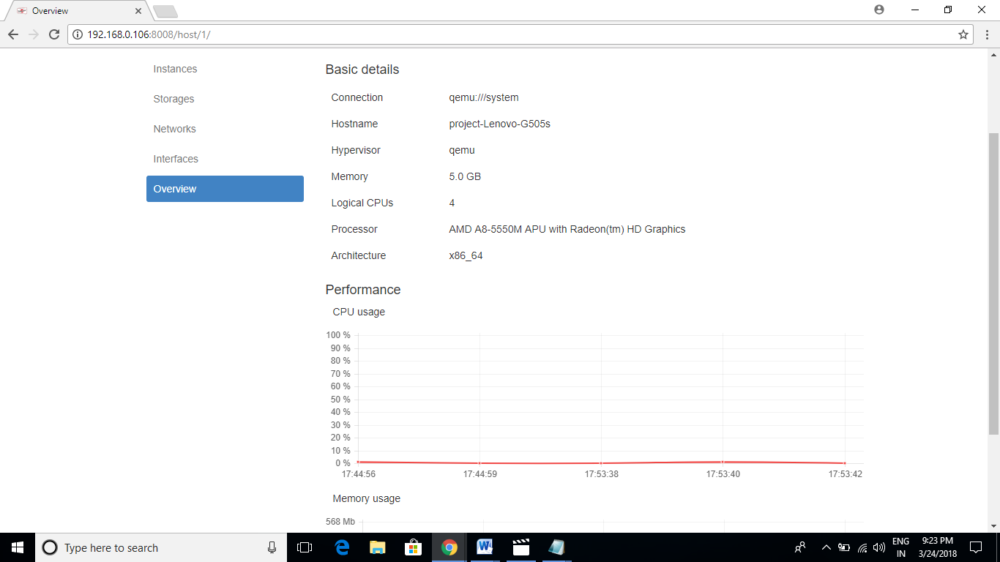 Overview
192.168.0.106:8008/host/1/
Instances
Storages
Networks
Interfaces
Overview
Basic details
Connection qemu:///system
Hostname project-Lenovo-G505s
Hypervisor qemu
Memory 5.0 GB
Logical CPUs 4
Processor AMD A8-5550M APU with Radeon(tm) HD Graphics
Architecture x86_64
Performance
CPU usage
100 %
90 %
80 %
70 %
60 %
50 %
40 %
30 %
20 %
10 %
0 %
17:44:56 17:44:59 17:53:38 17:53:40 17:53:42
Memory usage
568 Mb
Type here to search
ENG
IN
9:23 PM
3/24/2018